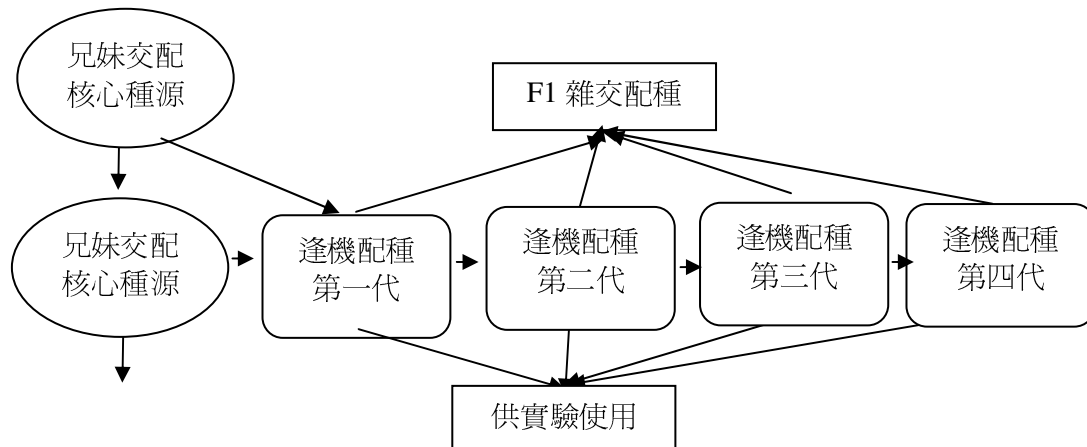 兄妹交配
核心種源
F1 雜交配種
兄妹交配
核心種源
逢機配種
第一代
逢機配種
第二代
逢機配種
第三代
逢機配種
第四代
供實驗使用